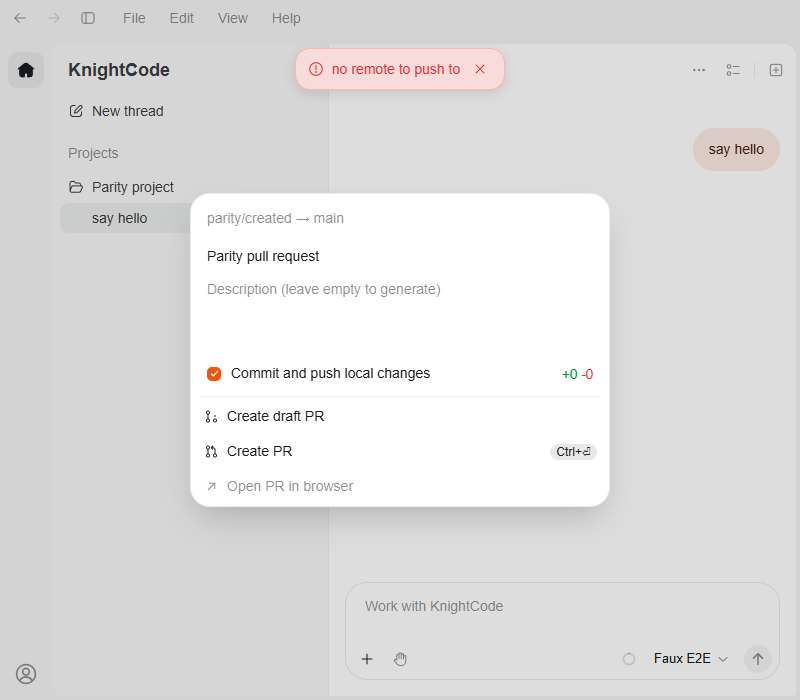 File Edit View Help
KnightCode
no remote to push to
New thread
Projects
Parity project
say hello
say hello
parity/created → main
Parity pull request
Description (leave empty to generate)
Commit and push local changes
+0 -0
Create draft PR
Create PR
Ctrl+⏎
Open PR in browser
Work with KnightCode
Faux E2E